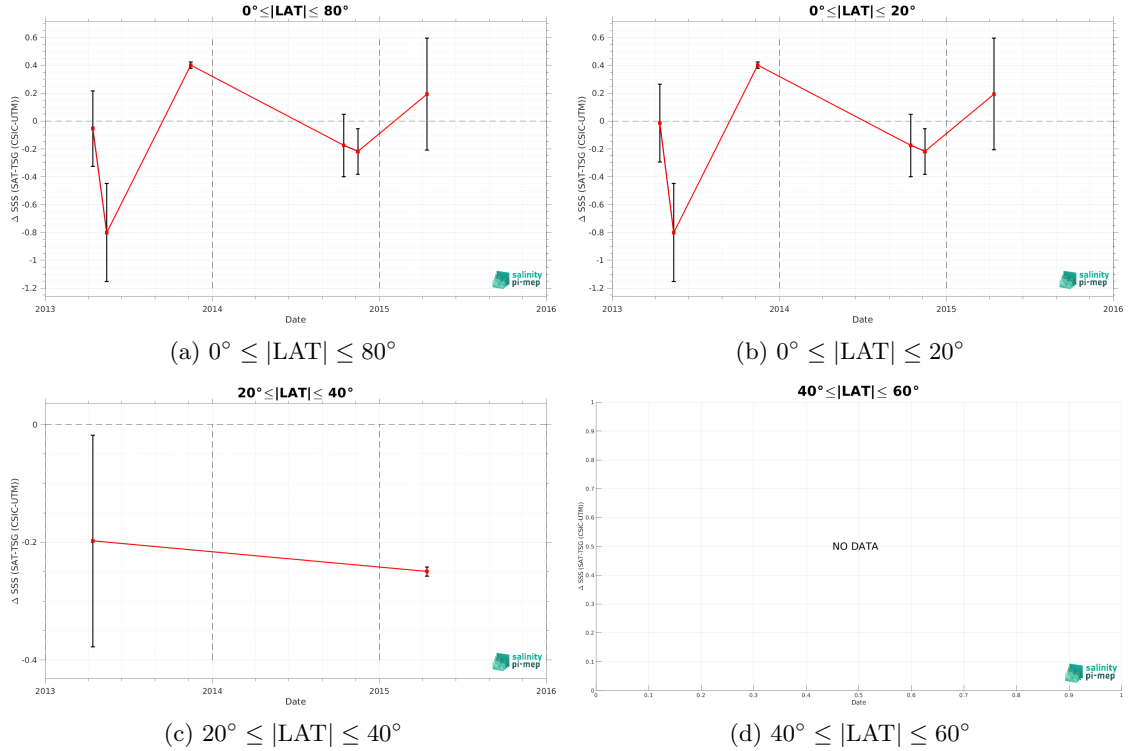 0°≤|LAT|≤ 80°
0.6
0.4
0.2
0
-0.2
-0.4
-0.6
-0.8
-1
-1.2
Δ SSS (SAT-TSG (CSIC-UTM))
2013
2014
2015
2016
Date
salinity
pi-mep
(a) 0° ≤ |LAT| ≤ 80°
0°≤|LAT|≤ 20°
0.6
0.4
0.2
0
-0.2
-0.4
-0.6
-0.8
-1
-1.2
Δ SSS (SAT-TSG (CSIC-UTM))
2013
2014
2015
2016
Date
salinity
pi-mep
(b) 0° ≤ |LAT| ≤ 20°
20°≤|LAT|≤ 40°
0
-0.2
-0.4
Δ SSS (SAT-TSG (CSIC-UTM))
2013
2014
2015
2016
Date
salinity
pi-mep
(c) 20° ≤ |LAT| ≤ 40°
40°≤|LAT|≤ 60°
1
0.9
0.8
0.7
0.6
0.5
0.4
0.3
0.2
0.1
0
Δ SSS (SAT-TSG (CSIC-UTM))
NO DATA
0
0.1
0.2
0.3
0.4
0.5
0.6
0.7
0.8
0.9
1
Date
salinity
pi-mep
(d) 40° ≤ |LAT| ≤ 60°